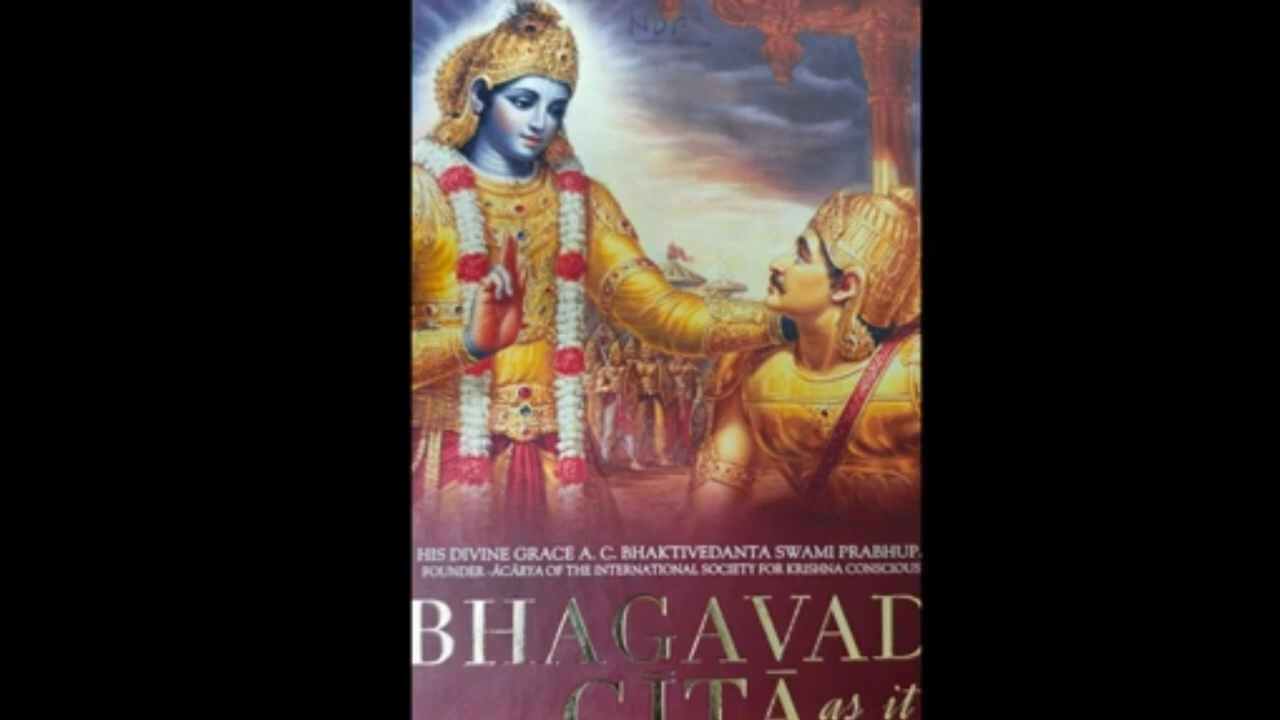 HIS DIVINE GRACE A. C. BHAKTIVEDANTA SWAMI PRABHUP
FOUNDER-ĀCĀRYA OF THE INTERNATIONAL SOCIETY FOR KRISHNA CONSCIOUS
BHAGAVAD
GĪTĀ as it